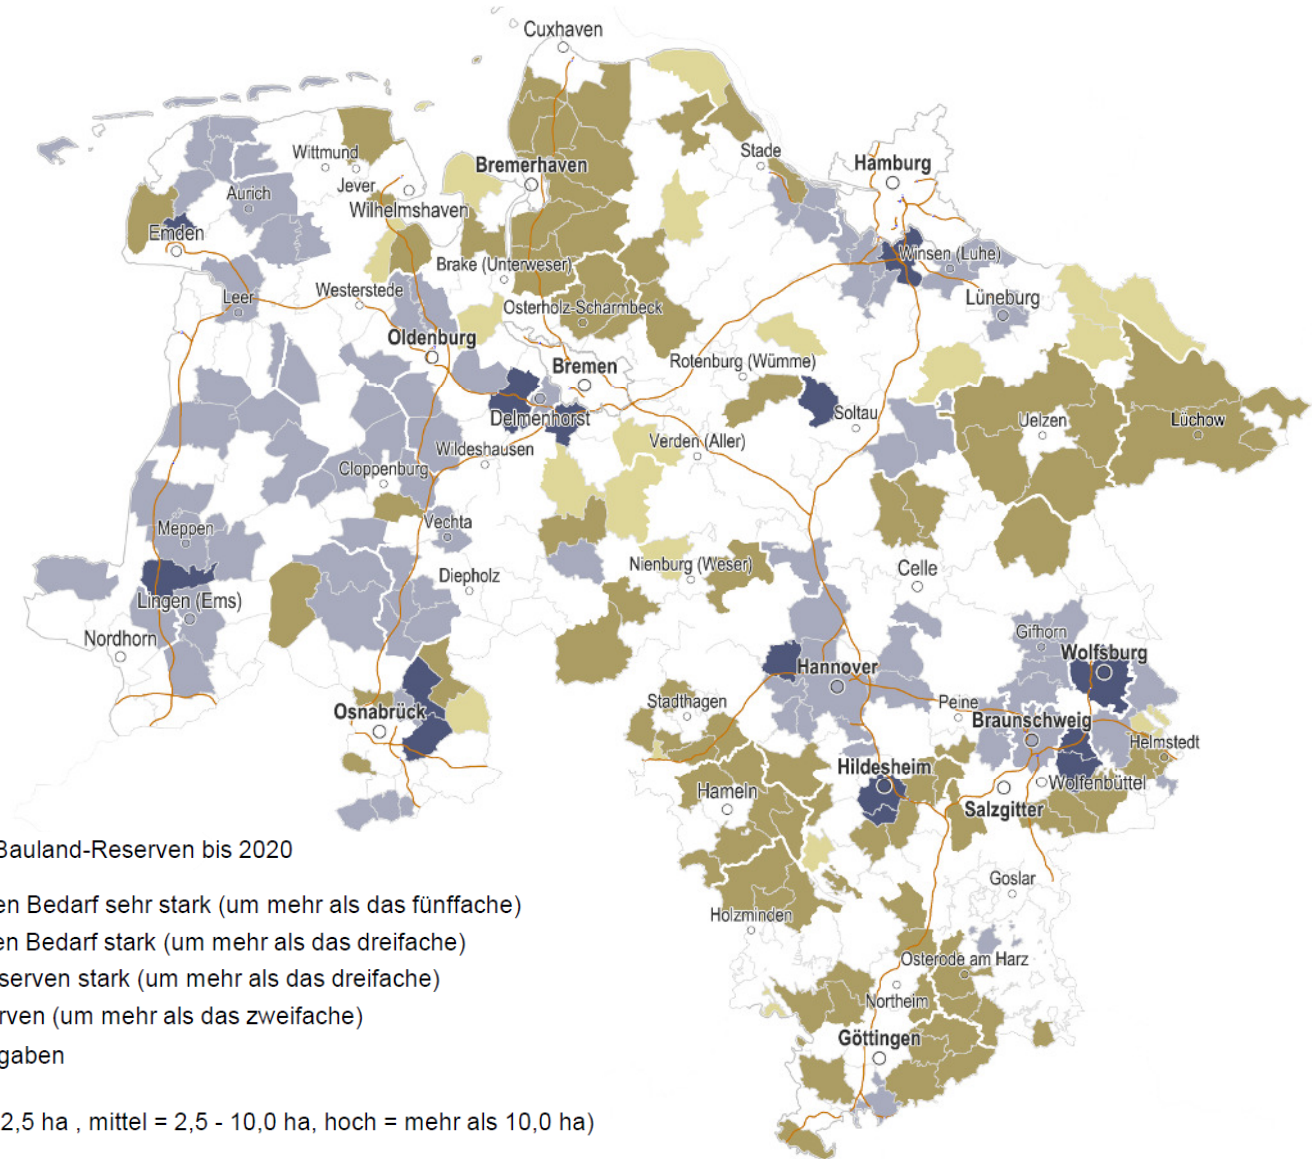 Cuxhaven
Stade
Hamburg
Wittmund
Bremerhaven
Jever
Aurich
Wilhelmshaven
Emden
Winsen (Luhe)
Brake (Unterweser)
Leer
Westerstede
Lüneburg
Osterholz-Scharmbeck
Oldenburg
Bremen
Rotenburg (Wümme)
Soltau
Delmenhorst
Uelzen
Lüchow
Verden (Aller)
Wildeshausen
Cloppenburg
Meppen
Vechta
Nienburg (Weser)
Celle
Diepholz
Lingen (Ems)
Nordhorn
Gifhorn
Wolfsburg
Hannover
Stadthagen
Peine
Osnabrück
Braunschweig
Helmstedt
Hildesheim
Wolfenbüttel
Hameln
Salzgitter
Bauland-Reserven bis 2020
Goslar
en Bedarf sehr stark (um mehr als das fünffache)
Holzminden
en Bedarf stark (um mehr als das dreifache)
Osterode am Harz
serven stark (um mehr als das dreifache)
Northeim
rven (um mehr als das zweifache)
Göttingen
gaben
2,5 ha , mittel = 2,5 - 10,0 ha, hoch = mehr als 10,0 ha)